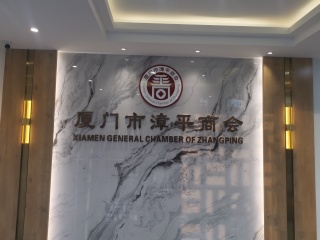 厦门市漳平商会
XIAMEN GENERAL CHAMBER OF ZHANGPING